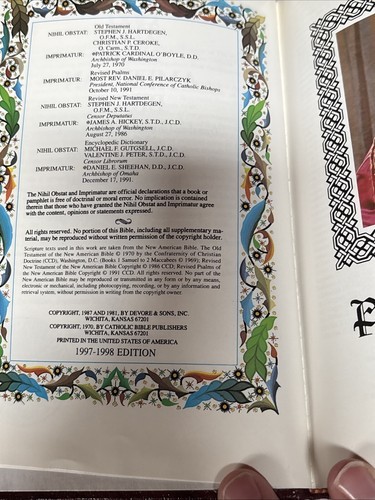 Old Testament
NIHIL OBSTAT: STEPHEN J. HARTDEGEN,
O.F.M., S.S.L.
CHRISTIAN P. CEROKE,
O. Carm., S.T.D.
IMPRIMATUR: ✠PATRICK CARDINAL O'BOYLE, D.D.
Archbishop of Washington
July 27, 1970
Revised Psalms
IMPRIMATUR: MOST REV. DANIEL E. PILARCZYK
President, National Conference of Catholic Bishops
October 10, 1991
Revised New Testament
NIHIL OBSTAT: STEPHEN J. HARTDEGEN,
O.F.M., S.S.L.
Censor Deputatus
IMPRIMATUR: ✠JAMES A. HICKEY, S.T.D., J.C.D.
Archbishop of Washington
August 27, 1986
Encyclopedic Dictionary
NIHIL OBSTAT: MICHAEL F. GUTGSELL, J.C.D.
VALENTINE J. PETER, S.T.D., J.C.D.
Censor Librorum
IMPRIMATUR: ✠DANIEL E. SHEEHAN, D.D., J.C.D.
Archbishop of Omaha
December 17, 1991.
The Nihil Obstat and Imprimatur are official declarations that a book or
pamphlet is free of doctrinal or moral error. No implication is contained
therein that those who have granted the Nihil Obstat and Imprimatur agree
with the content, opinions or statements expressed.
All rights reserved. No portion of this Bible, including all supplementary ma-
terial, may be reproduced without written permission of the copyright holder.
Scripture texts used in this work are taken from the New American Bible. The Old
Testament of the New American Bible © 1970 by the Confraternity of Christian
Doctrine (CCD), Washington, D.C. (Books 1 Samuel to 2 Maccabees © 1969); Revised
New Testament of the New American Bible Copyright © 1986 CCD; Revised Psalms of
the New American Bible Copyright © 1991 CCD. All rights reserved. No part of the
New American Bible may be reproduced or transmitted in any form or by any means,
electronic or mechanical, including photocopying, recording, or by any information and
retrieval system, without permission in writing from the copyright owner.
COPYRIGHT, 1987 AND 1981, BY DEVORE & SONS, INC.
WICHITA, KANSAS 67201
COPYRIGHT, 1970, BY CATHOLIC BIBLE PUBLISHERS
WICHITA, KANSAS 67201
PRINTED IN THE UNITED STATES OF AMERICA
1997-1998 EDITION